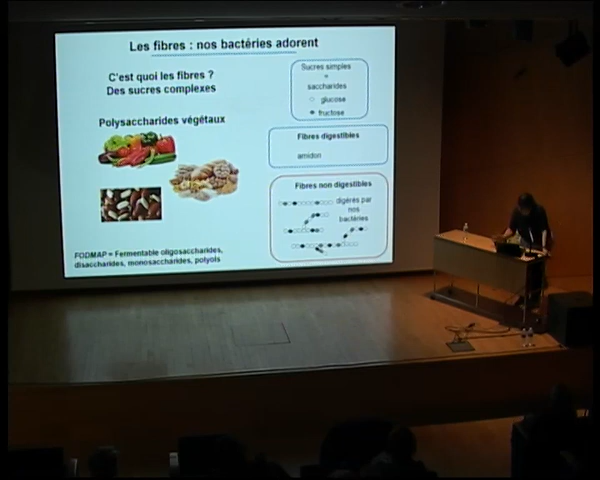 Les fibres : nos bactéries adorent
C'est quoi les fibres ?
Des sucres complexes
Polysaccharides végétaux
FODMAP = Fermentable oligosaccharides,
disaccharides, monosaccharides, polyols
Sucres simples
=
saccharides
glucose
fructose
Fibres digestibles
amidon
Fibres non digestibles
digérés par
nos
bactéries